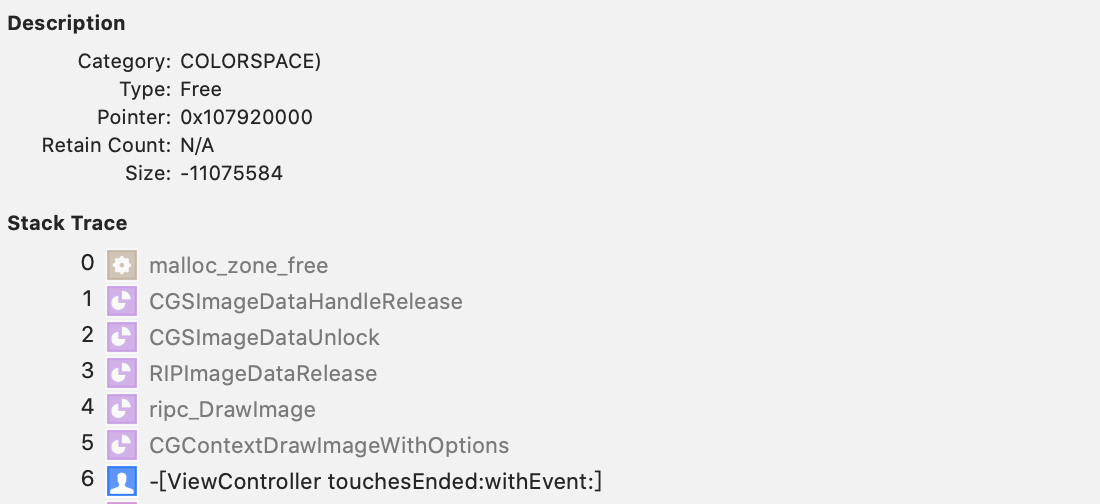 Description
Category: COLORSPACE)
Type: Free
Pointer: 0x107920000
Retain Count: N/A
Size: -11075584
Stack Trace
0 malloc_zone_free
1 CGSImageDataHandleRelease
2 CGSImageDataUnlock
3 RIPImageDataRelease
4 ripc_DrawImage
5 CGContextDrawImageWithOptions
6 -[ViewController touchesEnded:withEvent:]